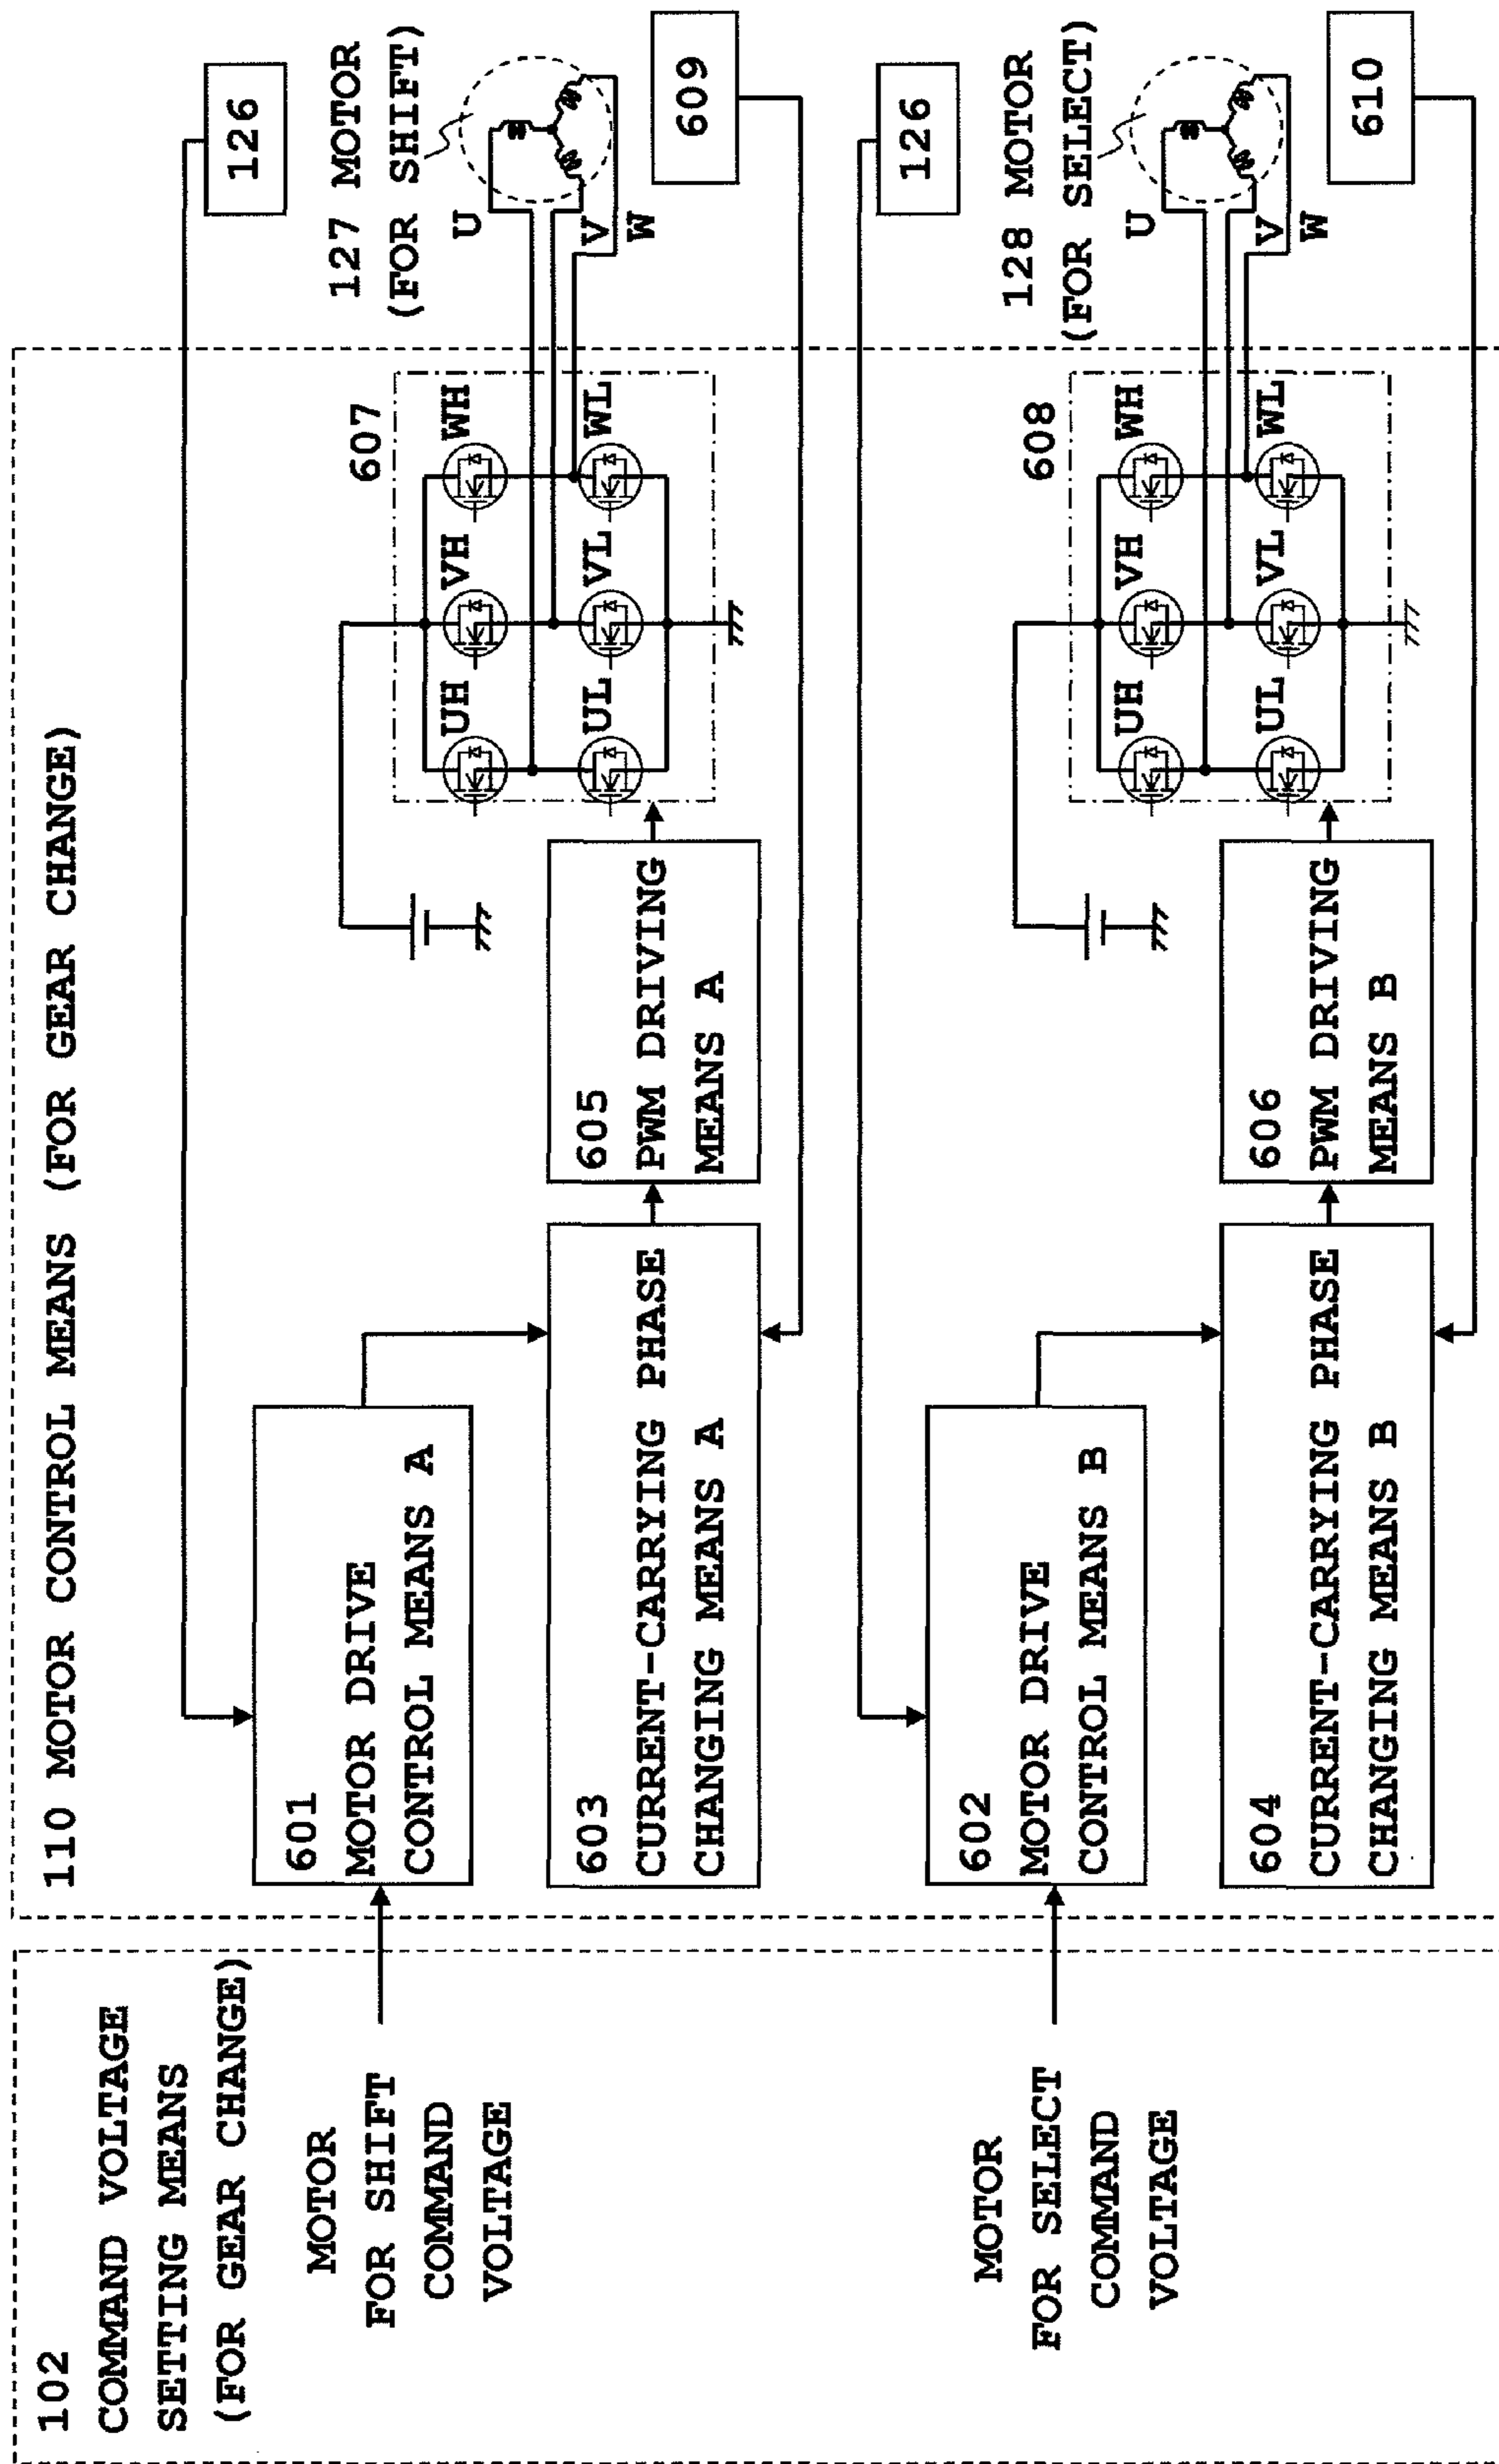 102
COMMAND VOLTAGE
SETTING MEANS
(FOR GEAR CHANGE)
MOTOR
FOR SHIFT
COMMAND
VOLTAGE
MOTOR
FOR SELECT
COMMAND
VOLTAGE
110 MOTOR CONTROL MEANS (FOR GEAR CHANGE)
601
MOTOR DRIVE
CONTROL MEANS A
603
CURRENT-CARRYING PHASE
CHANGING MEANS A
605
PWM DRIVING
MEANS A
607
UH
VH
WH
UL
VL
WL
126
127 MOTOR
(FOR SHIFT)
U
V
W
609
602
MOTOR DRIVE
CONTROL MEANS B
604
CURRENT-CARRYING PHASE
CHANGING MEANS B
606
PWM DRIVING
MEANS B
608
UH
VH
WH
UL
VL
WL
126
128 MOTOR
(FOR SELECT)
U
V
W
610